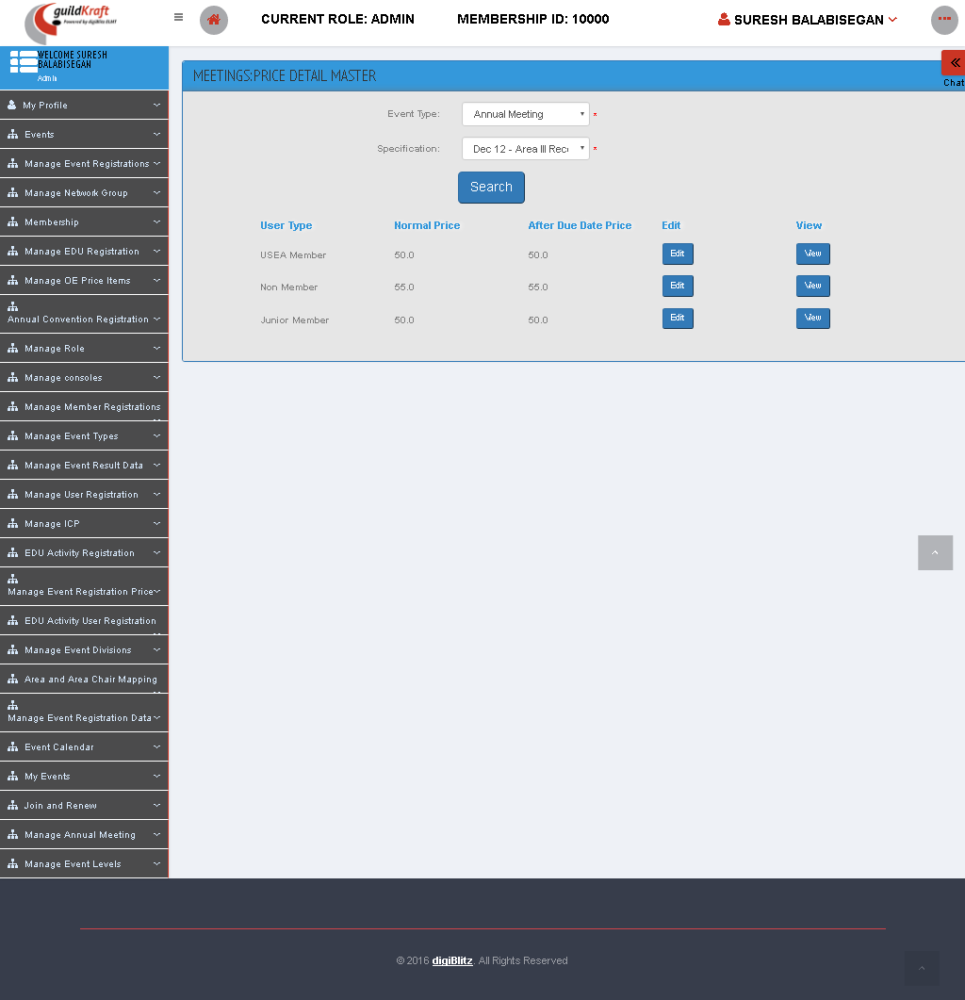 guildKraft
Powered by digiBlitz ELMT
CURRENT ROLE: ADMIN
MEMBERSHIP ID: 10000
SURESH BALABISEGAN
WELCOME SURESH
BALABISEGAN
Admin
Chat
My Profile
Events
Manage Event Registrations
Manage Network Group
Membership
Manage EDU Registration
Manage OE Price Items
Annual Convention Registration
Manage Role
Manage consoles
Manage Member Registrations
Manage Event Types
Manage Event Result Data
Manage User Registration
Manage ICP
EDU Activity Registration
Manage Event Registration Price
EDU Activity User Registration
Manage Event Divisions
Area and Area Chair Mapping
Manage Event Registration Data
Event Calendar
My Events
Join and Renew
Manage Annual Meeting
Manage Event Levels
MEETINGS:PRICE DETAIL MASTER
Event Type: Annual Meeting *
Specification: Dec 12 - Area III Rec *
Search
User Type Normal Price After Due Date Price Edit View
USEA Member 50.0 50.0 Edit View
Non Member 55.0 55.0 Edit View
Junior Member 50.0 50.0 Edit View
© 2016 digiBlitz. All Rights Reserved